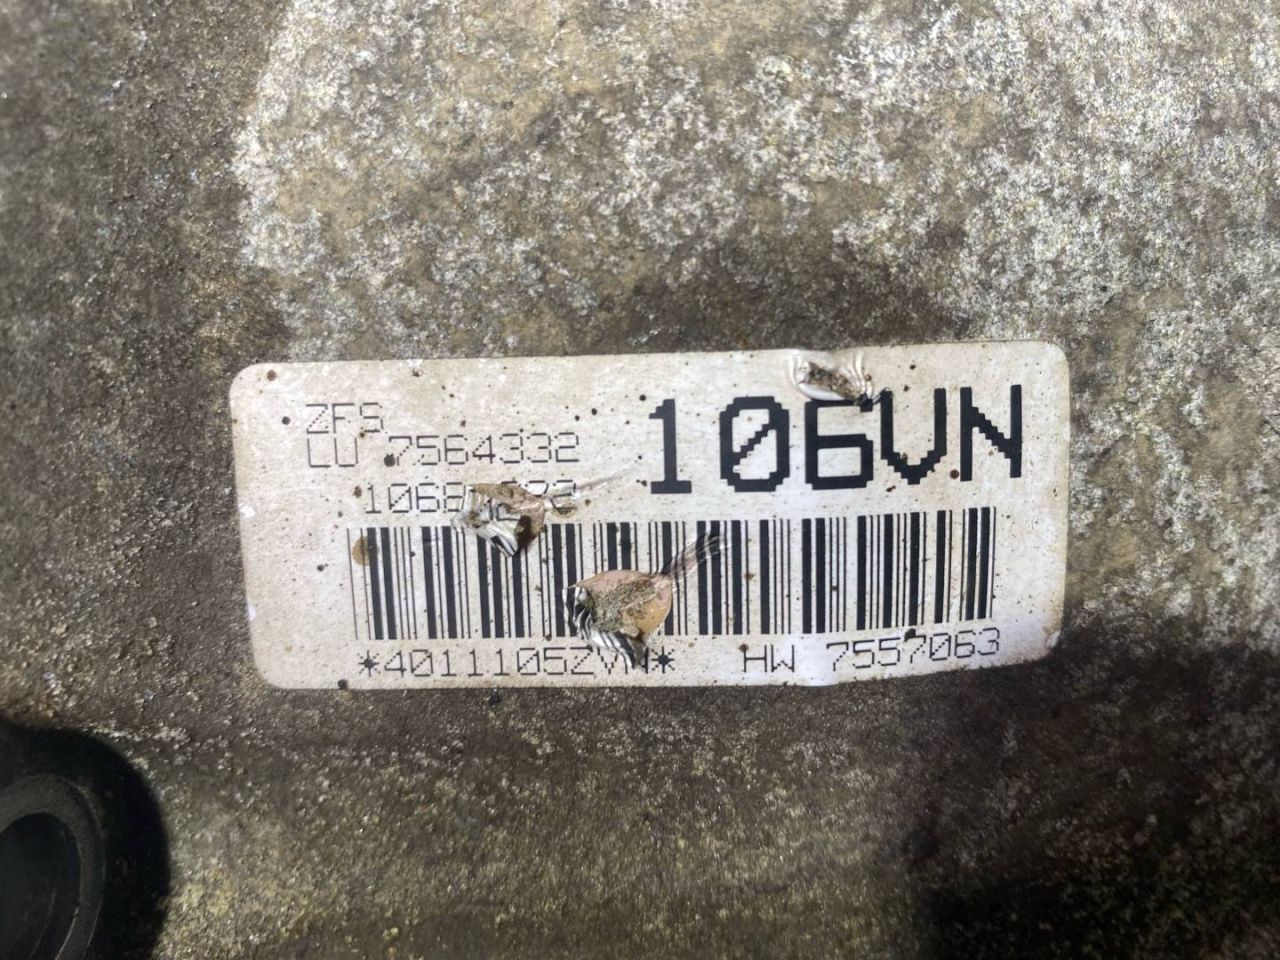 ZFS
LU 7564332
106VN
*4011105ZVN*
HW 7557063